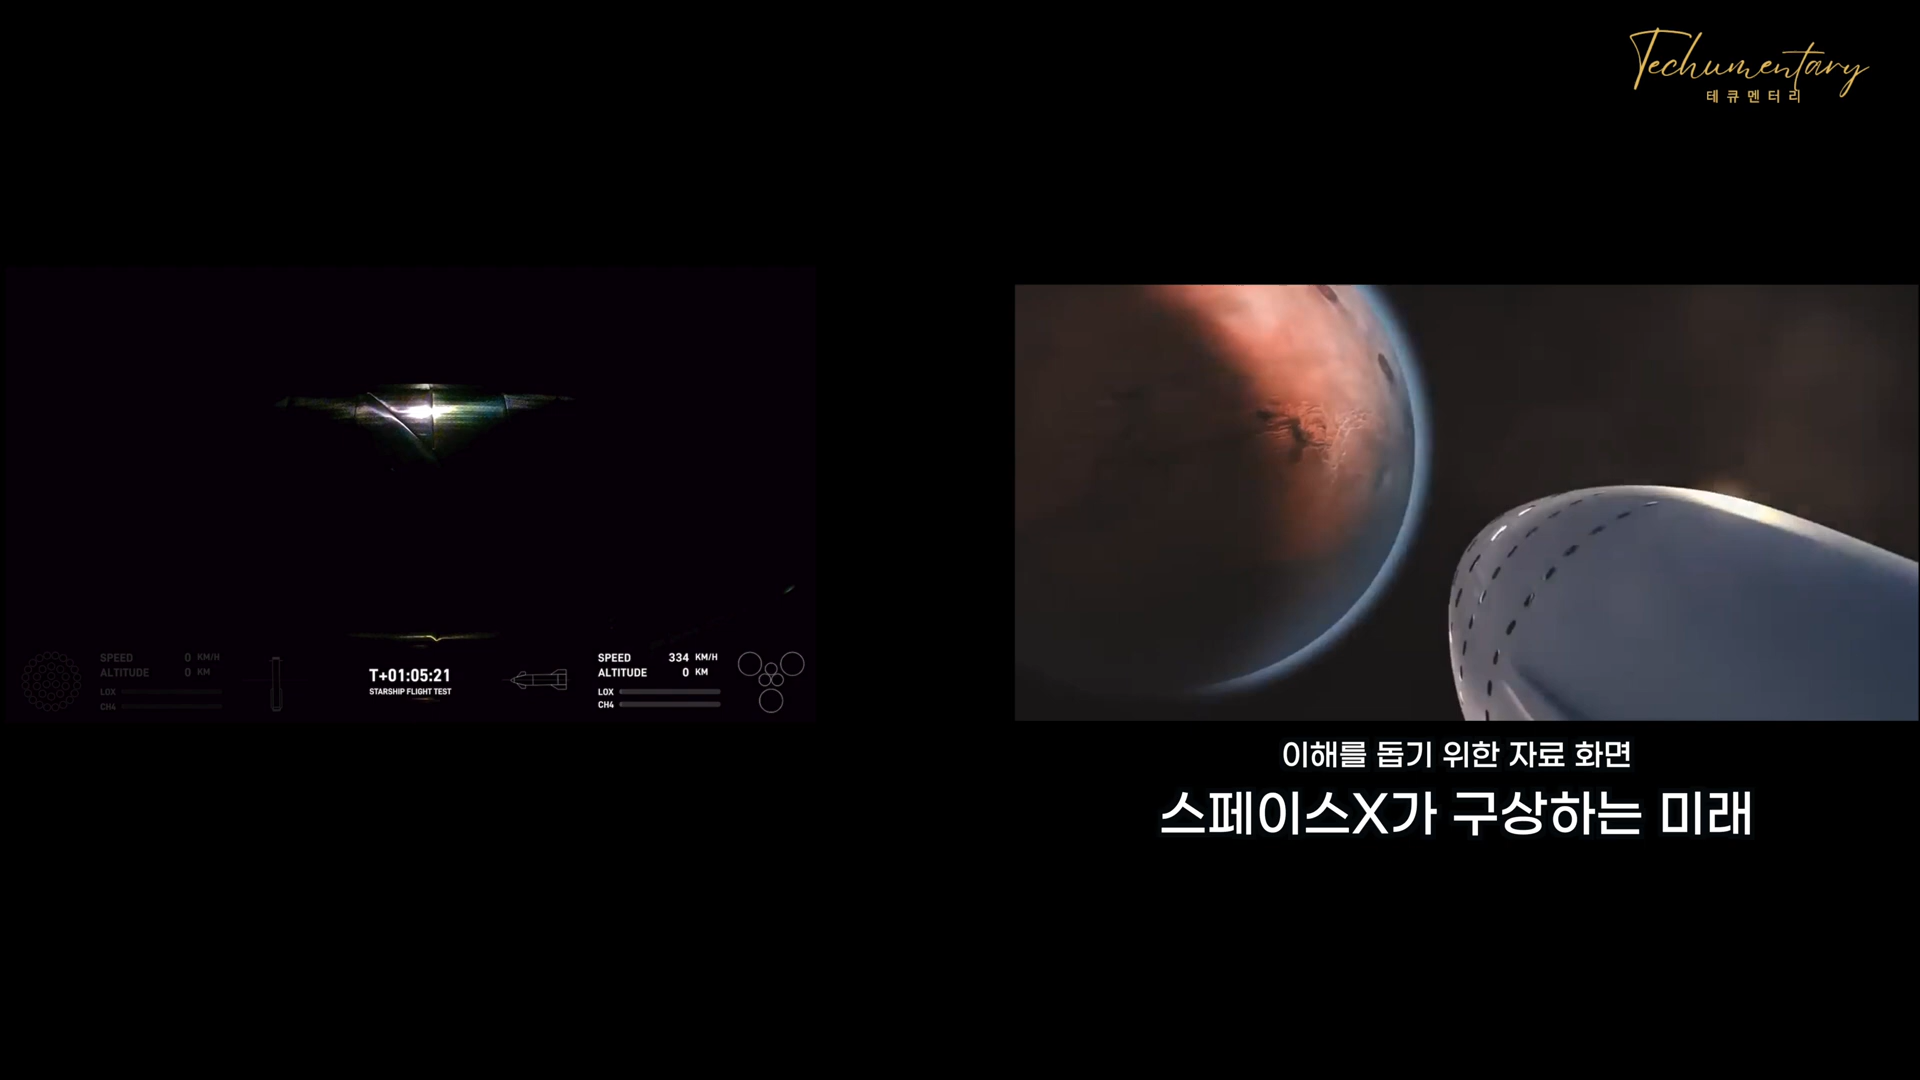 Techumentary
테큐멘터리
SPEED 0 KM/H
ALTITUDE 0 KM
LOX
CH4
T+01:05:21
STARSHIP FLIGHT TEST
SPEED 334 KM/H
ALTITUDE 0 KM
LOX
CH4
이해를 돕기 위한 자료 화면
스페이스X가 구상하는 미래